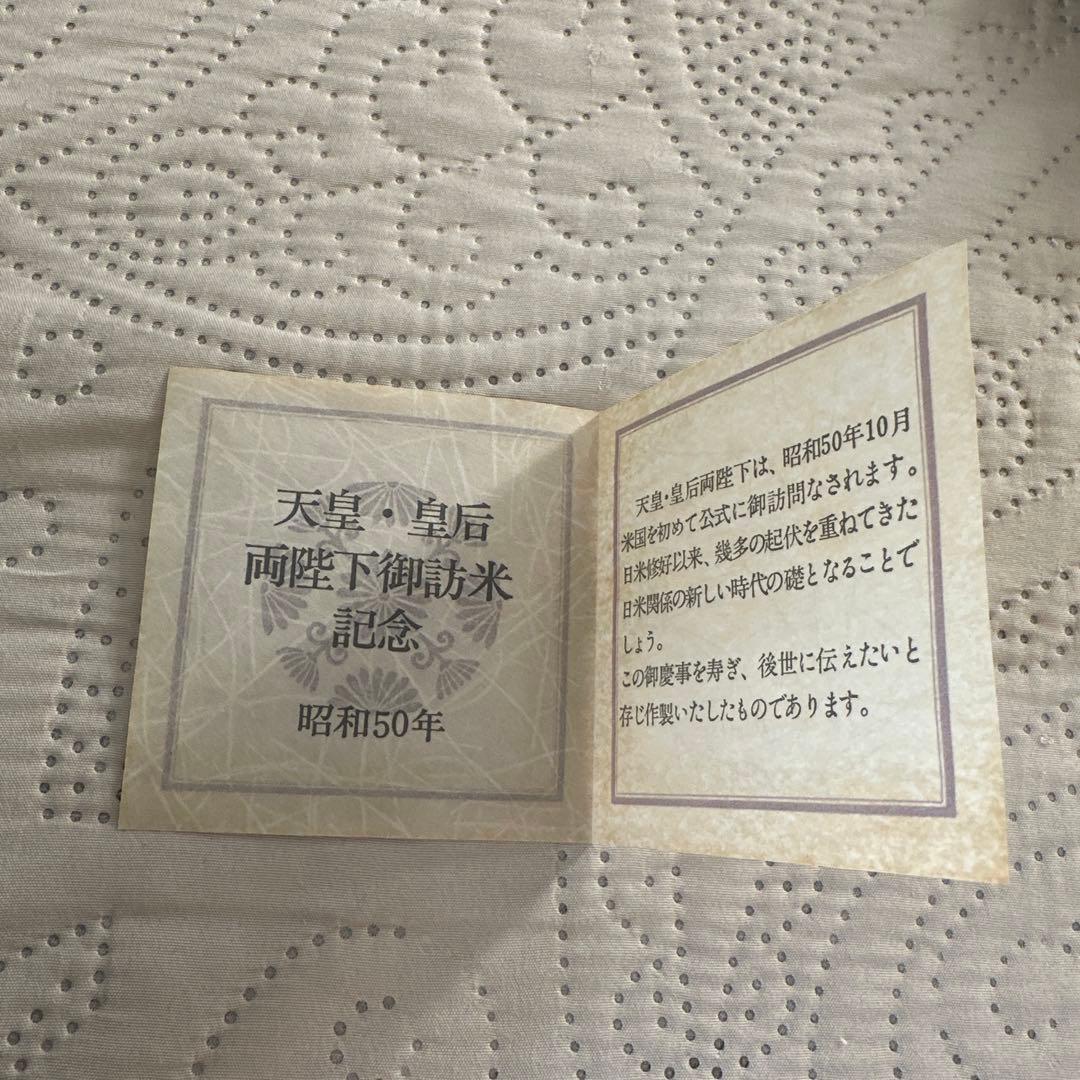 天皇・皇后
両陛下御訪米
記念
昭和50年
天皇・皇后両陛下は、昭和50年10月
米国を初めて公式に御訪問なされます。
日米修好以来、幾多の起伏を重ねてきた
日米関係の新しい時代の礎となることで
しょう。
この御慶事を寿ぎ、後世に伝えたいと
存じ作製いたしたものであります。